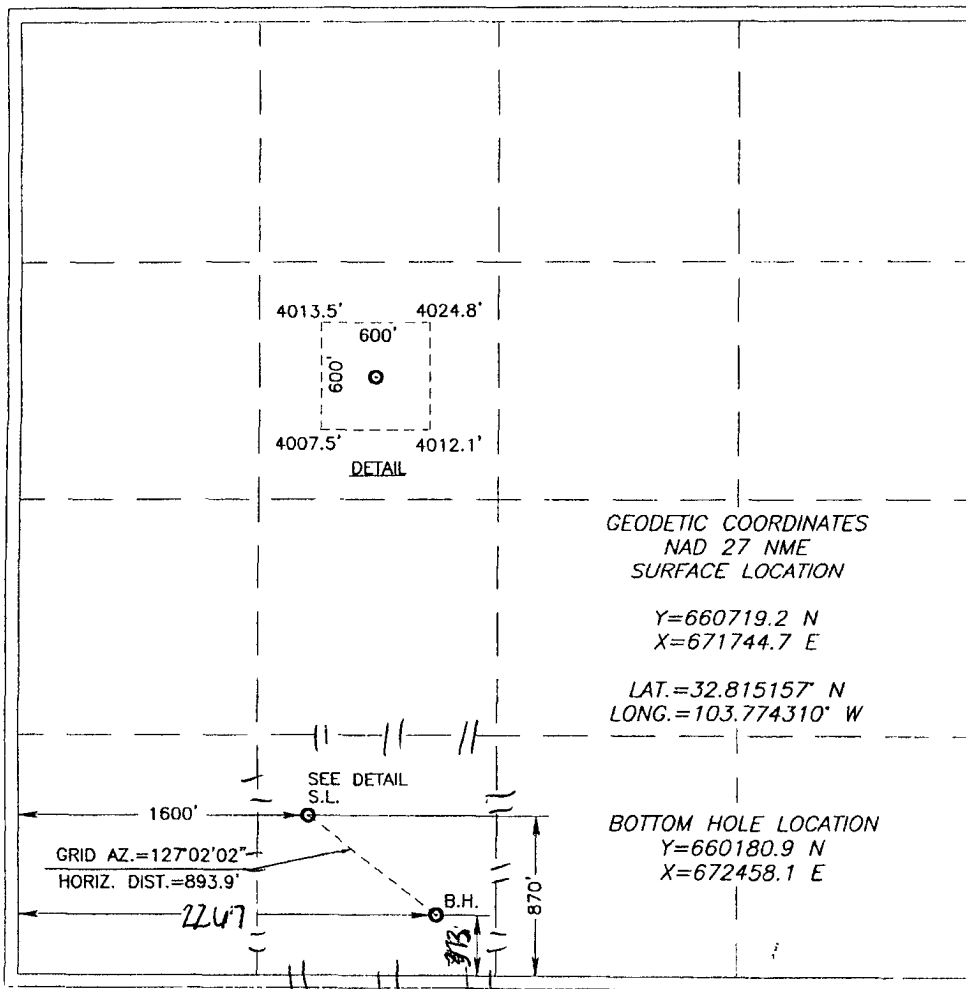 4013.5' 4024.8'
600'
600'
4007.5' 4012.1'
DETAIL
GEODETIC COORDINATES
NAD 27 NME
SURFACE LOCATION
Y=660719.2 N
X=671744.7 E
LAT.=32.815157° N
LONG.=103.774310° W
SEE DETAIL
S.L.
1600'
GRID AZ.=127°02'02"
HORIZ. DIST.=893.9'
870'
BOTTOM HOLE LOCATION
Y=660180.9 N
X=672458.1 E
B.H.
2247